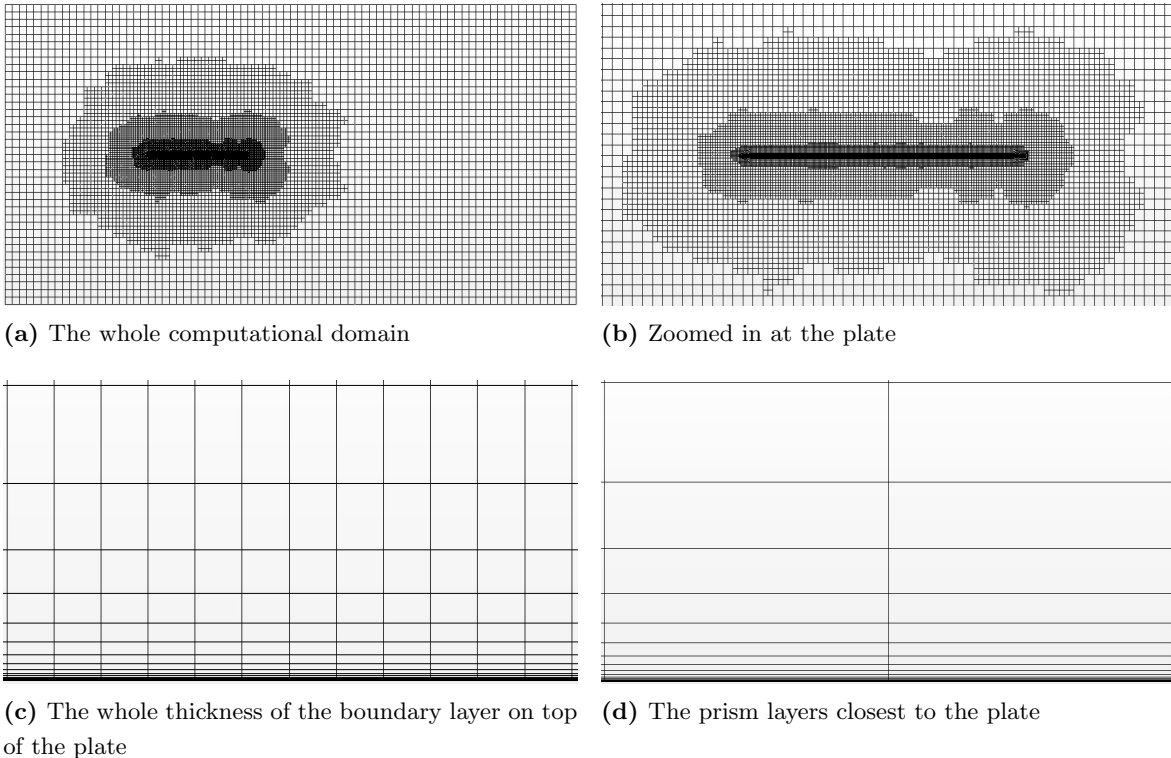 (a) The whole computational domain
(b) Zoomed in at the plate
(c) The whole thickness of the boundary layer on top
of the plate
(d) The prism layers closest to the plate